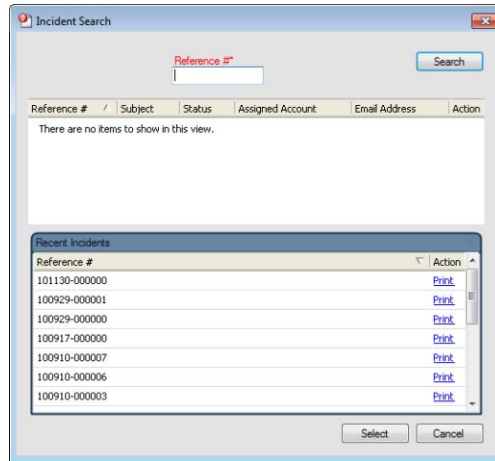 Incident Search
Reference #*
Search
Reference # Subject Status Assigned Account Email Address Action
There are no items to show in this view.
Recent Incidents
Reference # Action
101130-000000 Print
100929-000001 Print
100929-000000 Print
100917-000000 Print
100910-000007 Print
100910-000006 Print
100910-000003 Print
Select Cancel